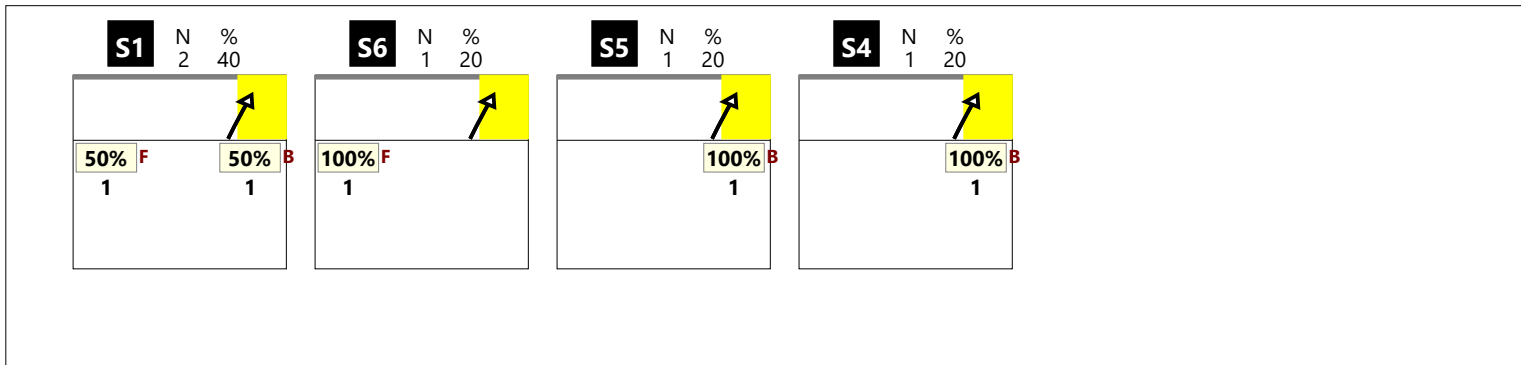 S1 N % S6 N % S5 N % S4 N %
2 40 1 20 1 20 1 20
50% F 50% B 100% F 100% B 100% B
1 1 1 1 1